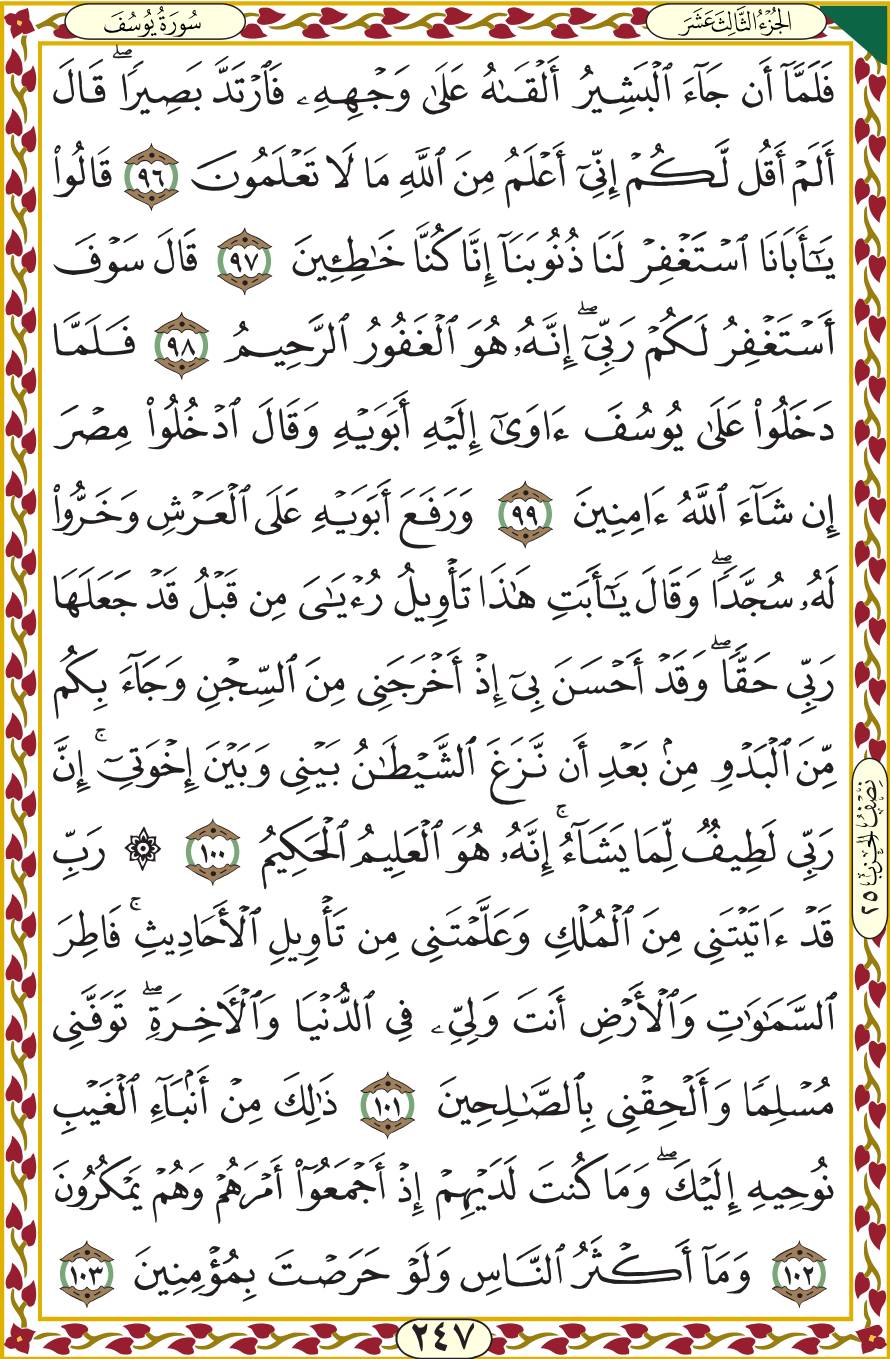 الجُزْءُ الثَّالِثَ عَشَرَ
سُورَةُ يُوسُفَ
فَلَمَّآ أَن جَآءَ ٱلْبَشِيرُ أَلْقَىٰهُ عَلَىٰ وَجْهِهِۦ فَٱرْتَدَّ بَصِيرًاۖ قَالَ
أَلَمْ أَقُل لَّكُمْ إِنِّىٓ أَعْلَمُ مِنَ ٱللَّهِ مَا لَا تَعْلَمُونَ ٩٦ قَالُوا۟
يَـٰٓأَبَانَا ٱسْتَغْفِرْ لَنَا ذُنُوبَنَآ إِنَّا كُنَّا خَـٰطِـِٔينَ ٩٧ قَالَ سَوْفَ
أَسْتَغْفِرُ لَكُمْ رَبِّىٓۖ إِنَّهُۥ هُوَ ٱلْغَفُورُ ٱلرَّحِيمُ ٩٨ فَلَمَّا
دَخَلُوا۟ عَلَىٰ يُوسُفَ ءَاوَىٰٓ إِلَيْهِ أَبَوَيْهِ وَقَالَ ٱدْخُلُوا۟ مِصْرَ
إِن شَآءَ ٱللَّهُ ءَامِنِينَ ٩٩ وَرَفَعَ أَبَوَيْهِ عَلَى ٱلْعَرْشِ وَخَرُّوا۟
لَهُۥ سُجَّدًاۖ وَقَالَ يَـٰٓأَبَتِ هَـٰذَا تَأْوِيلُ رُءْيَـٰىَ مِن قَبْلُ قَدْ جَعَلَهَا
رَبِّى حَقًّاۖ وَقَدْ أَحْسَنَ بِىٓ إِذْ أَخْرَجَنِى مِنَ ٱلسِّجْنِ وَجَآءَ بِكُم
مِّنَ ٱلْبَدْوِ مِنۢ بَعْدِ أَن نَّزَغَ ٱلشَّيْطَـٰنُ بَيْنِى وَبَيْنَ إِخْوَتِىٓۚ إِنَّ
رَبِّى لَطِيفٌ لِّمَا يَشَآءُۚ إِنَّهُۥ هُوَ ٱلْعَلِيمُ ٱلْحَكِيمُ ١٠٠ ۞ رَبِّ
قَدْ ءَاتَيْتَنِى مِنَ ٱلْمُلْكِ وَعَلَّمْتَنِى مِن تَأْوِيلِ ٱلْأَحَادِيثِۚ فَاطِرَ
ٱلسَّمَـٰوَٰتِ وَٱلْأَرْضِ أَنتَ وَلِىِّۦ فِى ٱلدُّنْيَا وَٱلْـَٔاخِرَةِۖ تَوَفَّنِى
مُسْلِمًا وَأَلْحِقْنِى بِٱلصَّـٰلِحِينَ ١٠١ ذَٰلِكَ مِنْ أَنۢبَآءِ ٱلْغَيْبِ
نُوحِيهِ إِلَيْكَۖ وَمَا كُنتَ لَدَيْهِمْ إِذْ أَجْمَعُوٓا۟ أَمْرَهُمْ وَهُمْ يَمْكُرُونَ
١٠٢ وَمَآ أَكْثَرُ ٱلنَّاسِ وَلَوْ حَرَصْتَ بِمُؤْمِنِينَ ١٠٣
نِصْفُ الحِزْبِ ٢٥
٢٤٧